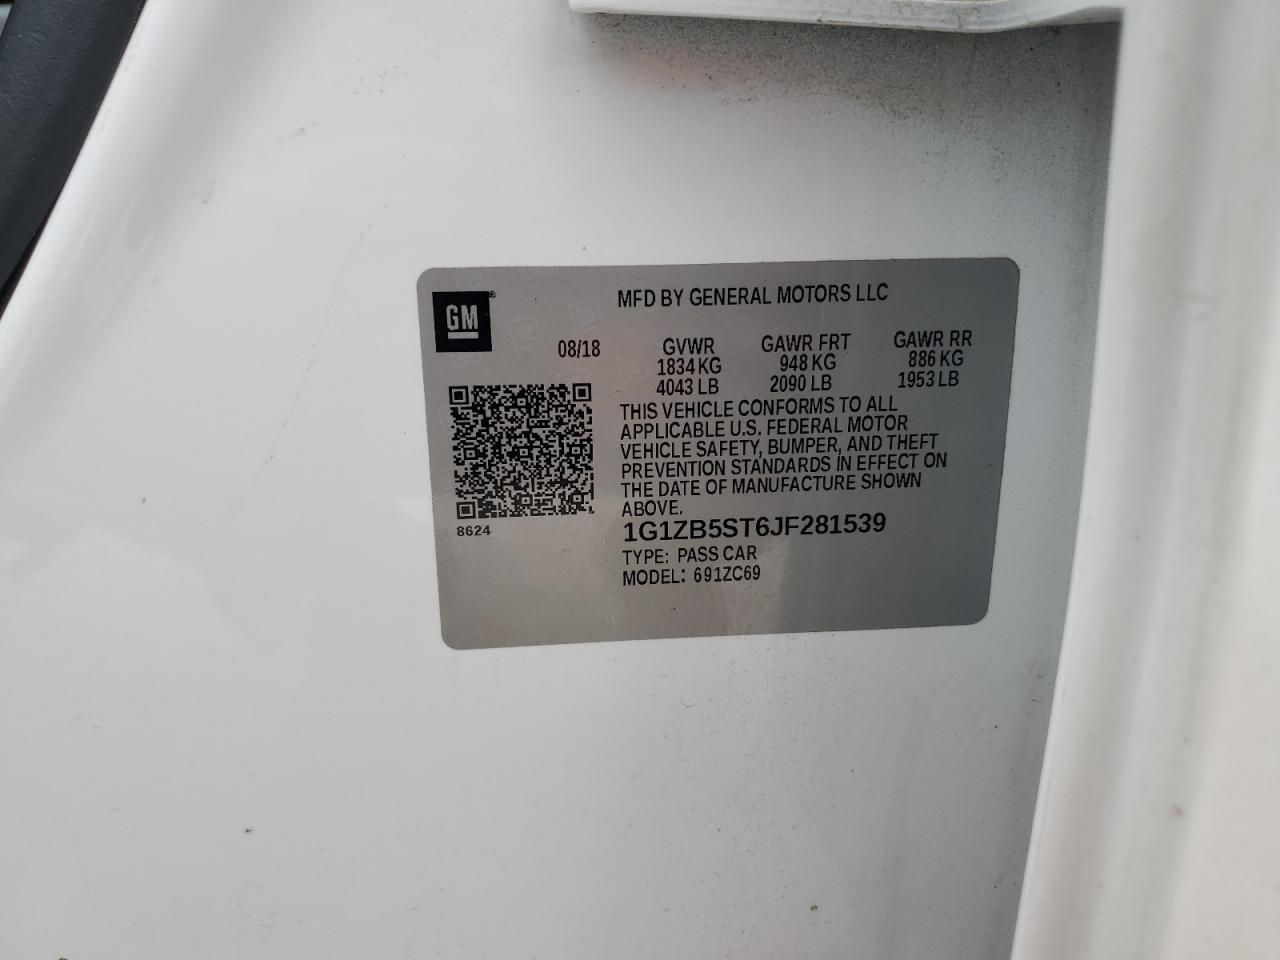 MFD BY GENERAL MOTORS LLC
GM®
08/18 GVWR GAWR FRT GAWR RR
1834 KG 948 KG 886 KG
4043 LB 2090 LB 1953 LB
THIS VEHICLE CONFORMS TO ALL
APPLICABLE U.S. FEDERAL MOTOR
VEHICLE SAFETY, BUMPER, AND THEFT
PREVENTION STANDARDS IN EFFECT ON
THE DATE OF MANUFACTURE SHOWN
ABOVE.
8624
1G1ZB5ST6JF281539
TYPE: PASS CAR
MODEL: 691ZC69